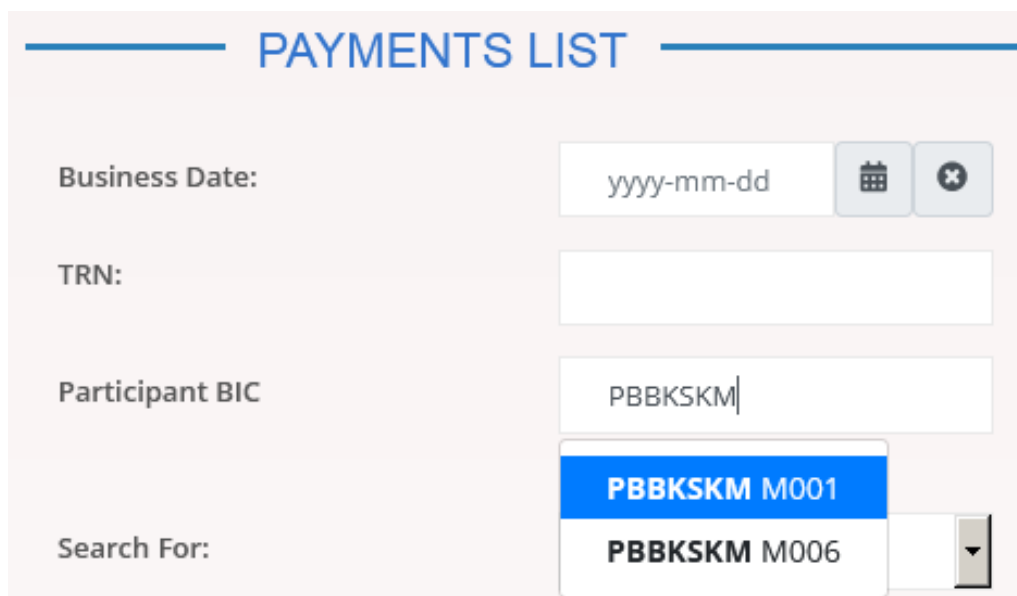 PAYMENTS LIST
Business Date:
yyyy-mm-dd
TRN:
Participant BIC
PBBKSKM
PBBKSKM M001
PBBKSKM M006
Search For: